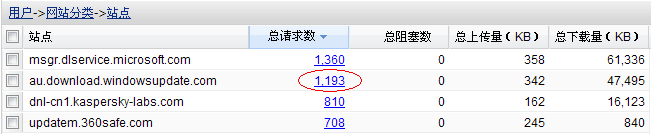 用户->网站分类->站点
站点 总请求数 总阻塞数 总上传量（KB） 总下载量（KB）
msgr.dlservice.microsoft.com 1,360 0 358 61,336
au.download.windowsupdate.com 1,193 0 342 47,495
dnl-cn1.kaspersky-labs.com 810 0 162 16,123
updatem.360safe.com 708 0 245 840